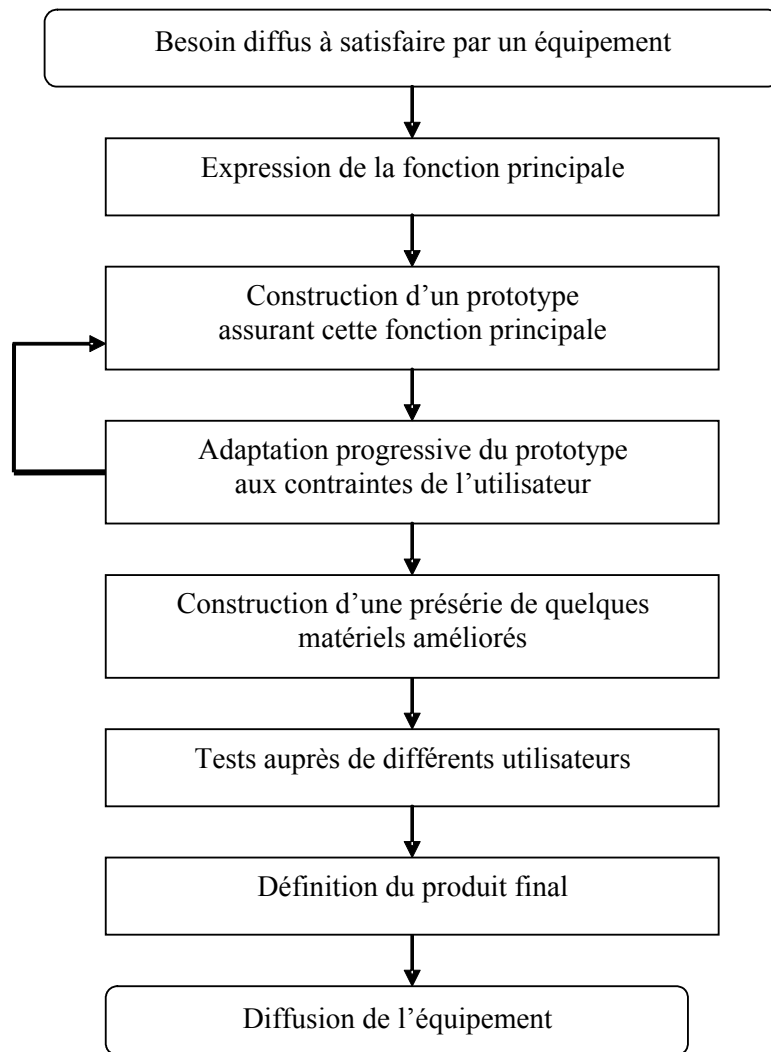 Besoin diffus à satisfaire par un équipement
Expression de la fonction principale
Construction d’un prototype
assurant cette fonction principale
Adaptation progressive du prototype
aux contraintes de l’utilisateur
Construction d’une présérie de quelques
matériels améliorés
Tests auprès de différents utilisateurs
Définition du produit final
Diffusion de l’équipement